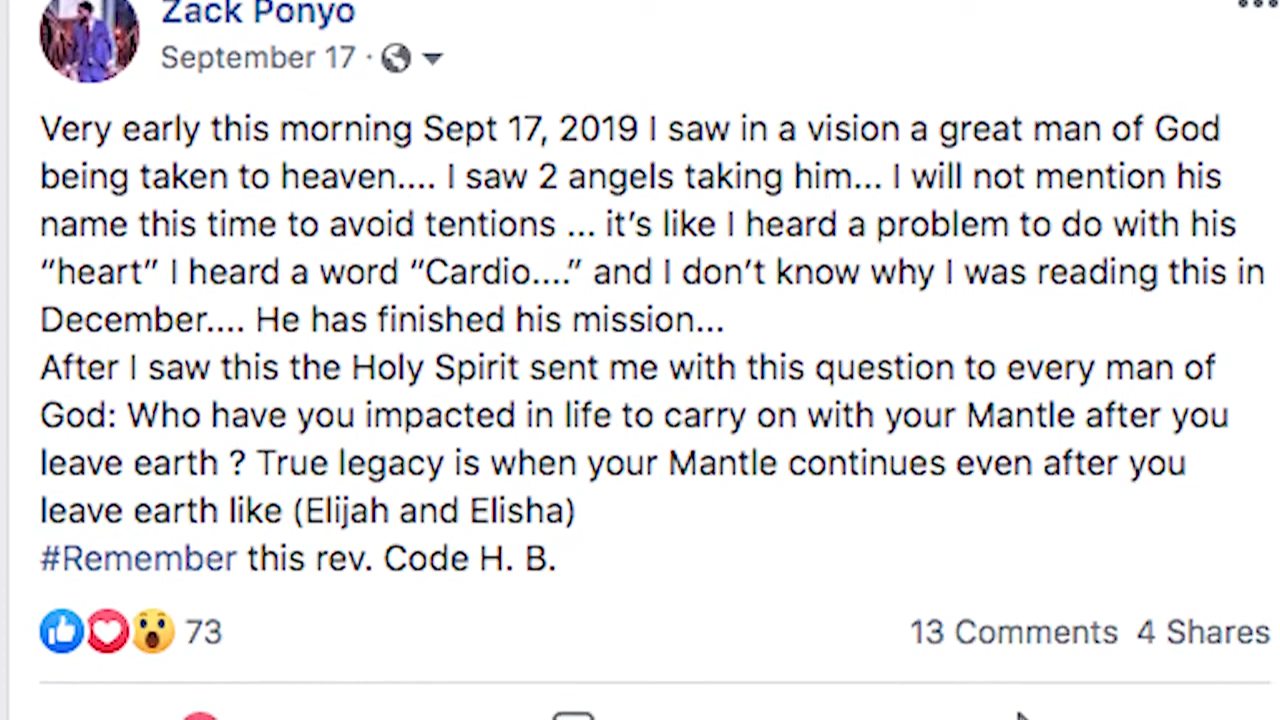 Zack Ponyo
September 17 ·
Very early this morning Sept 17, 2019 I saw in a vision a great man of God
being taken to heaven.... I saw 2 angels taking him... I will not mention his
name this time to avoid tentions ... it’s like I heard a problem to do with his
“heart” I heard a word “Cardio....” and I don’t know why I was reading this in
December.... He has finished his mission...
After I saw this the Holy Spirit sent me with this question to every man of
God: Who have you impacted in life to carry on with your Mantle after you
leave earth ? True legacy is when your Mantle continues even after you
leave earth like (Elijah and Elisha)
#Remember this rev. Code H. B.
73 13 Comments 4 Shares